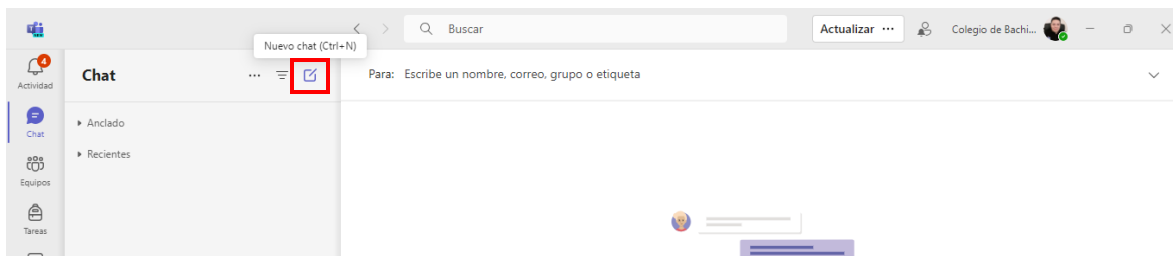 Buscar
Actualizar ...
Colegio de Bachi...
Nuevo chat (Ctrl+N)
4
Actividad
Chat
Para: Escribe un nombre, correo, grupo o etiqueta
Chat
Anclado
Recientes
Equipos
Tareas